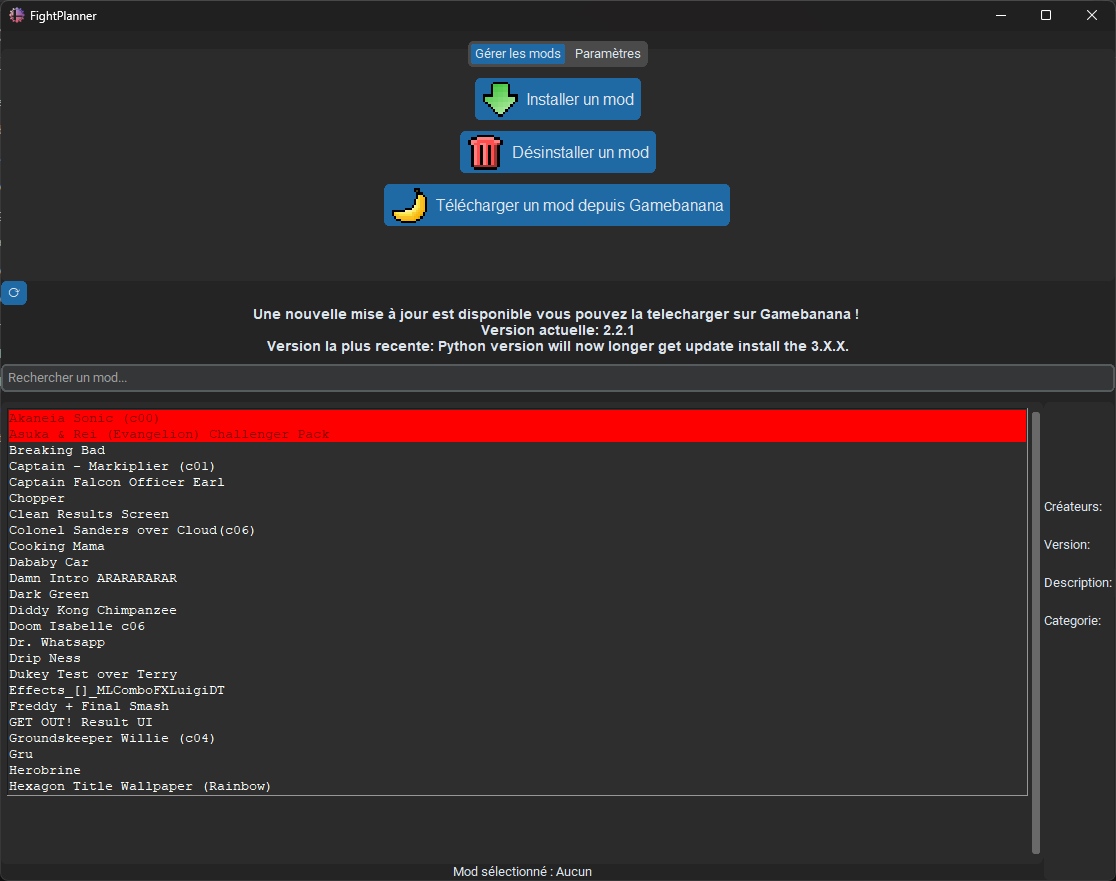 FightPlanner
Gérer les mods Paramètres
Installer un mod
Désinstaller un mod
Télécharger un mod depuis Gamebanana
Une nouvelle mise à jour est disponible vous pouvez la telecharger sur Gamebanana !
Version actuelle: 2.2.1
Version la plus recente: Python version will now longer get update install the 3.X.X.
Rechercher un mod...
Akaneia Sonic (c00)
Asuka & Rei (Evangelion) Challenger Pack
Breaking Bad
Captain - Markiplier (c01)
Captain Falcon Officer Earl
Chopper
Clean Results Screen
Colonel Sanders over Cloud(c06)
Cooking Mama
Dababy Car
Damn Intro ARARARARAR
Dark Green
Diddy Kong Chimpanzee
Doom Isabelle c06
Dr. Whatsapp
Drip Ness
Dukey Test over Terry
Effects_[]_MLComboFXLuigiDT
Freddy + Final Smash
GET OUT! Result UI
Groundskeeper Willie (c04)
Gru
Herobrine
Hexagon Title Wallpaper (Rainbow)
Créateurs:
Version:
Description:
Categorie:
Mod sélectionné : Aucun